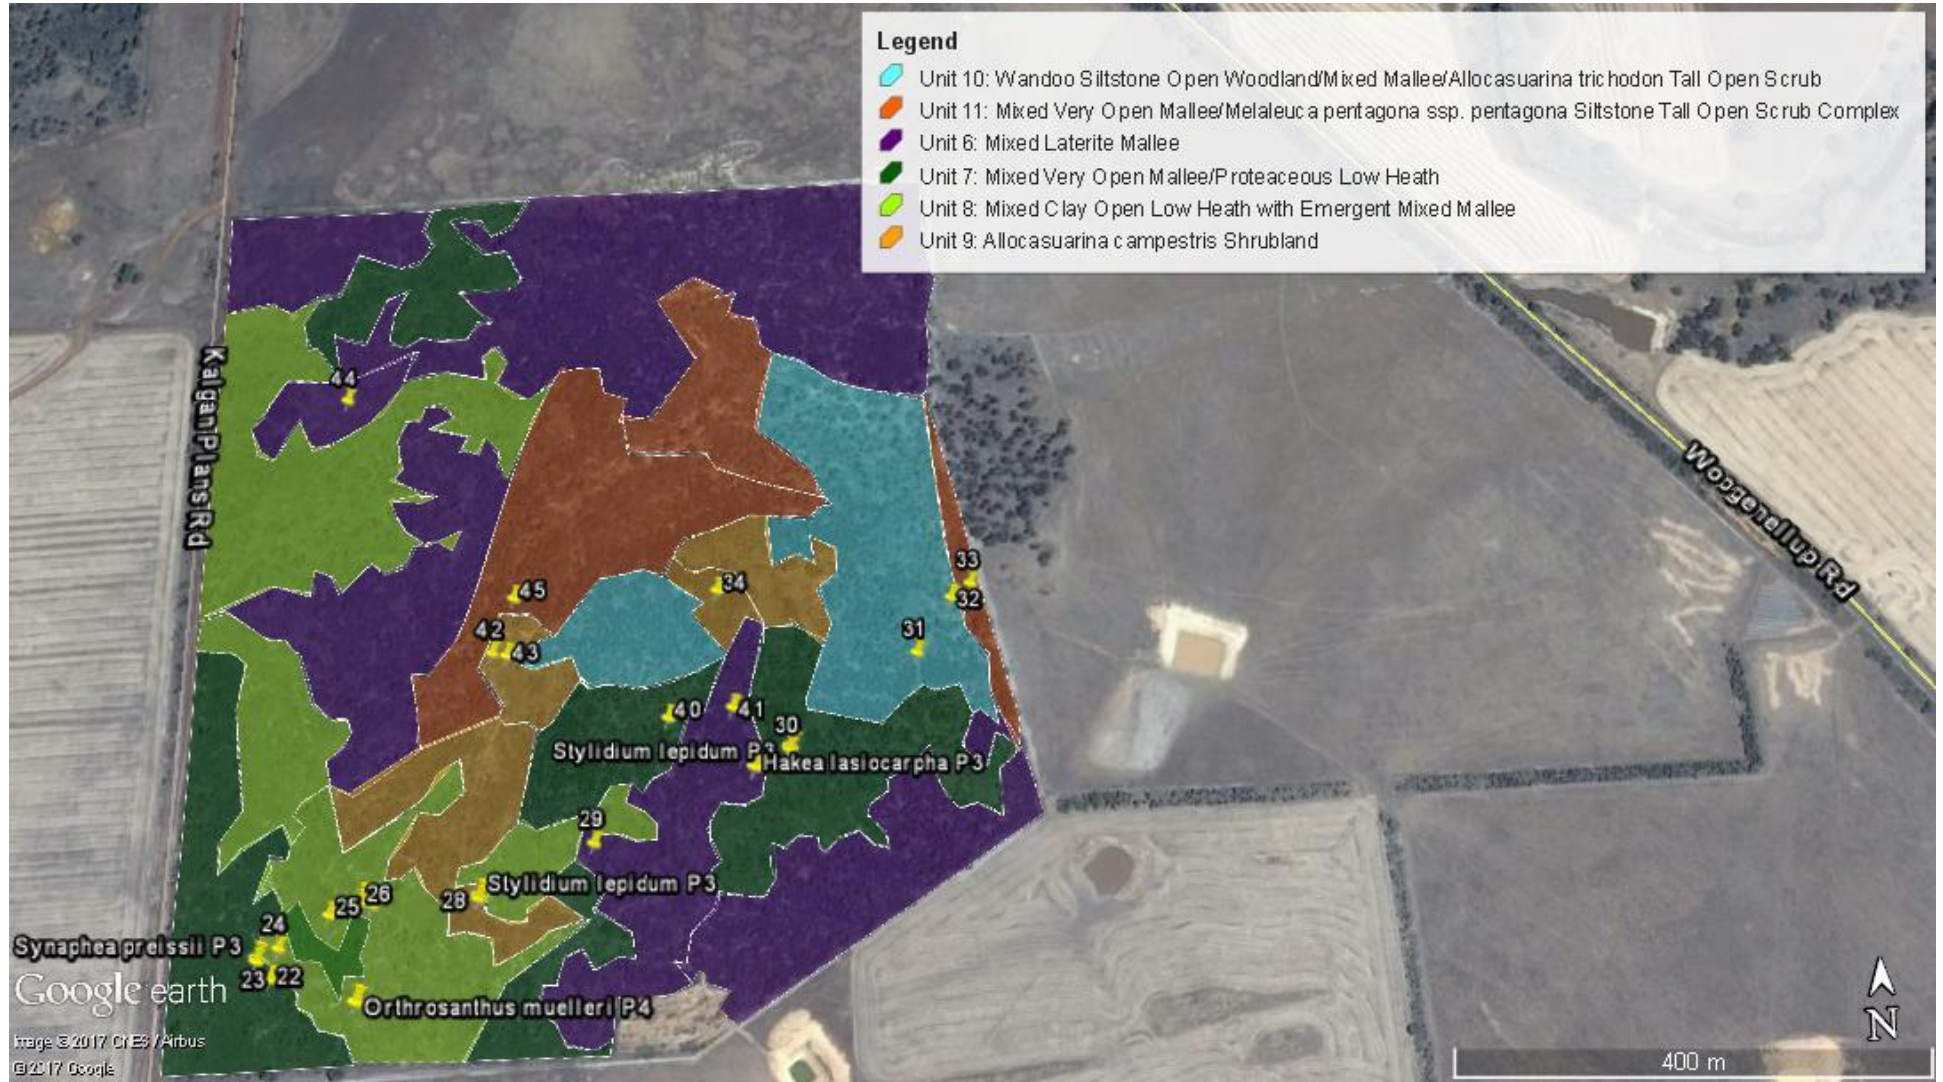 Legend
Unit 10: Wandoo Siltstone Open Woodland/Mixed Mallee/Allocasuarina trichodon Tall Open Scrub
Unit 11: Mixed Very Open Mallee/Melaleuca pentagona ssp. pentagona Siltstone Tall Open Scrub Complex
Unit 6: Mixed Laterite Mallee
Unit 7: Mixed Very Open Mallee/Proteaceous Low Heath
Unit 8: Mixed Clay Open Low Heath with Emergent Mixed Mallee
Unit 9: Allocasuarina campestris Shrubland
Kalgan Plans Rd
Woogenellup Rd
44
33
45
34
32
42
31
43
40
41
30
Stylidium lepidum P3
Hakea lasiocarpha P3
29
Stylidium lepidum P3
26
28
25
24
Synaphea preissii P3
23
22
Orthrosanthus muelleri P4
Google earth
Image © 2017 CNES / Airbus
© 2017 Google
N
400 m